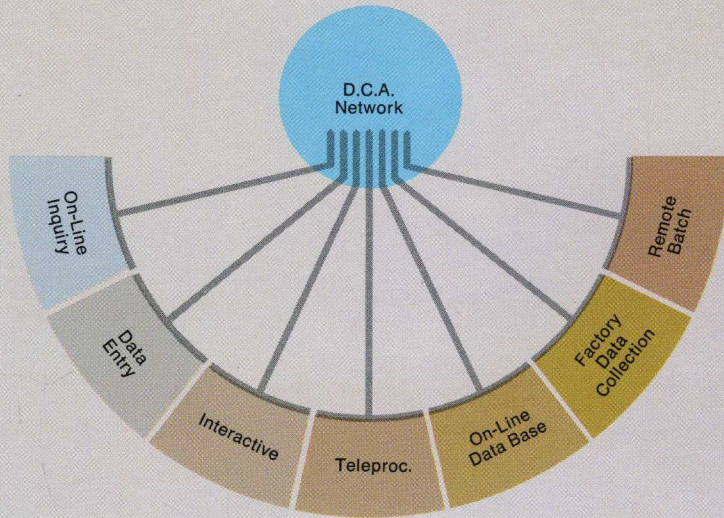 D.C.A.
Network
On-Line
Inquiry
Data
Entry
Interactive
Teleproc.
On-Line
Data Base
Factory
Data
Collection
Remote
Batch